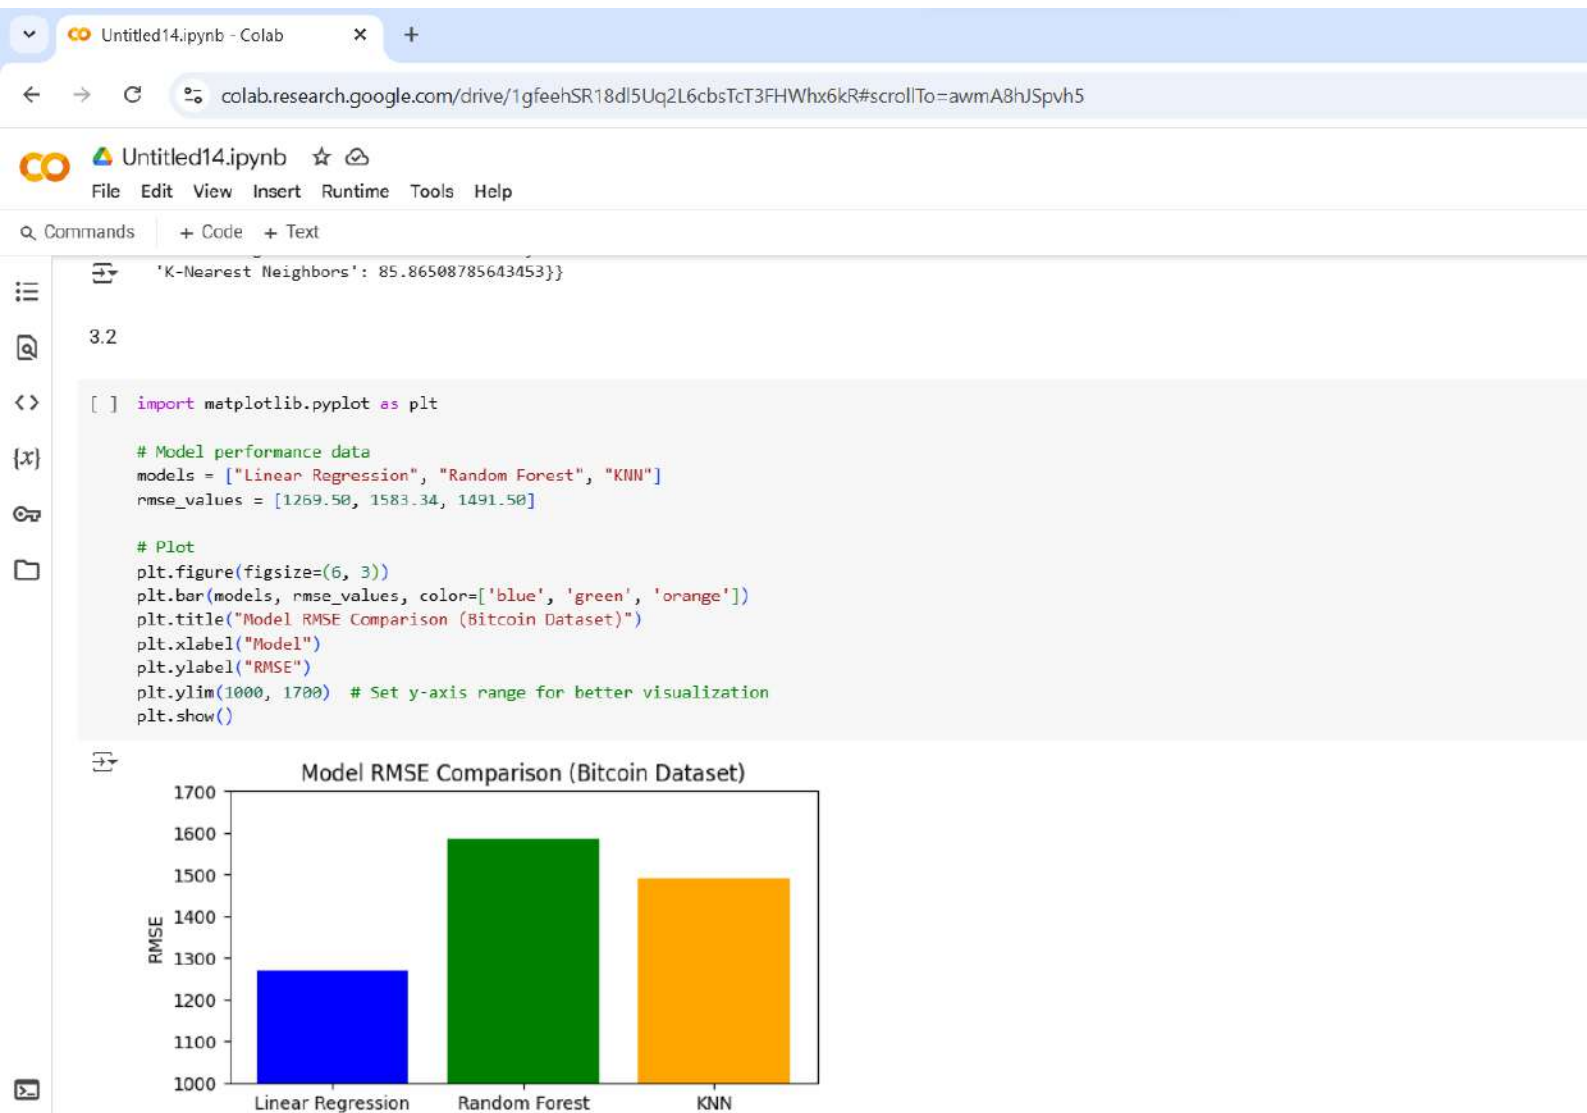 Untitled14.ipynb - Colab
colab.research.google.com/drive/1gfeehSR18dl5Uq2L6cbsTcT3FHWhx6kR#scrollTo=awmA8hJSpvh5
Untitled14.ipynb
File Edit View Insert Runtime Tools Help
Commands + Code + Text
'K-Nearest Neighbors': 85.86508785643453}}
3.2
[ ] import matplotlib.pyplot as plt
# Model performance data
models = ["Linear Regression", "Random Forest", "KNN"]
rmse_values = [1269.50, 1583.34, 1491.50]
# Plot
plt.figure(figsize=(6, 3))
plt.bar(models, rmse_values, color=['blue', 'green', 'orange'])
plt.title("Model RMSE Comparison (Bitcoin Dataset)")
plt.xlabel("Model")
plt.ylabel("RMSE")
plt.ylim(1000, 1700) # Set y-axis range for better visualization
plt.show()
Model RMSE Comparison (Bitcoin Dataset)
1700
1600
1500
1400
1300
1200
1100
1000
RMSE
Linear Regression Random Forest KNN